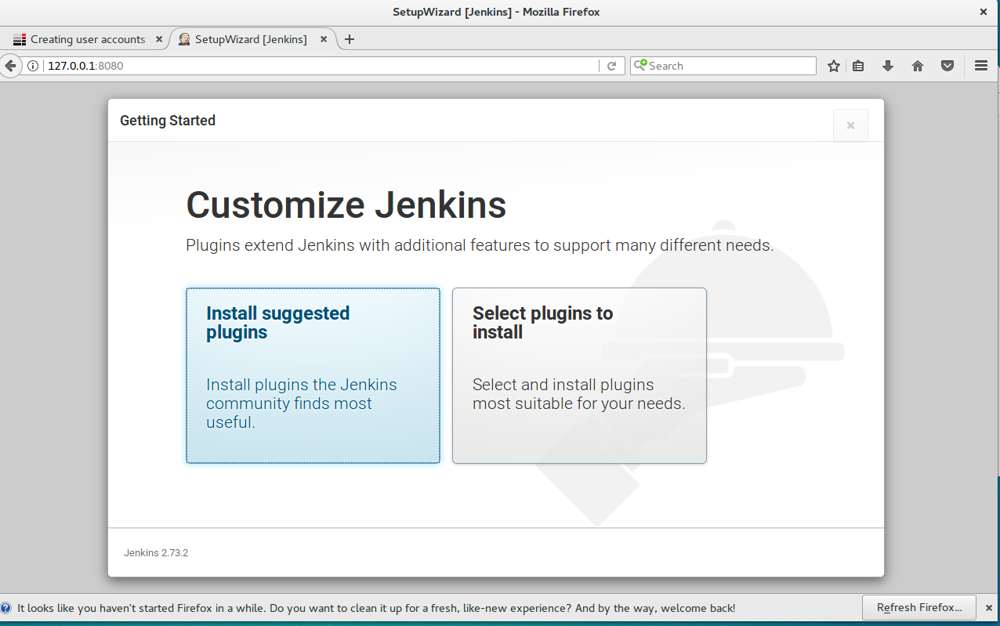 SetupWizard [Jenkins] - Mozilla Firefox
Creating user accounts
SetupWizard [Jenkins]
127.0.0.1:8080
Search
Getting Started
Customize Jenkins
Plugins extend Jenkins with additional features to support many different needs.
Install suggested
plugins
Install plugins the Jenkins
community finds most
useful.
Select plugins to
install
Select and install plugins
most suitable for your needs.
Jenkins 2.73.2
It looks like you haven't started Firefox in a while. Do you want to clean it up for a fresh, like-new experience? And by the way, welcome back!
Refresh Firefox...